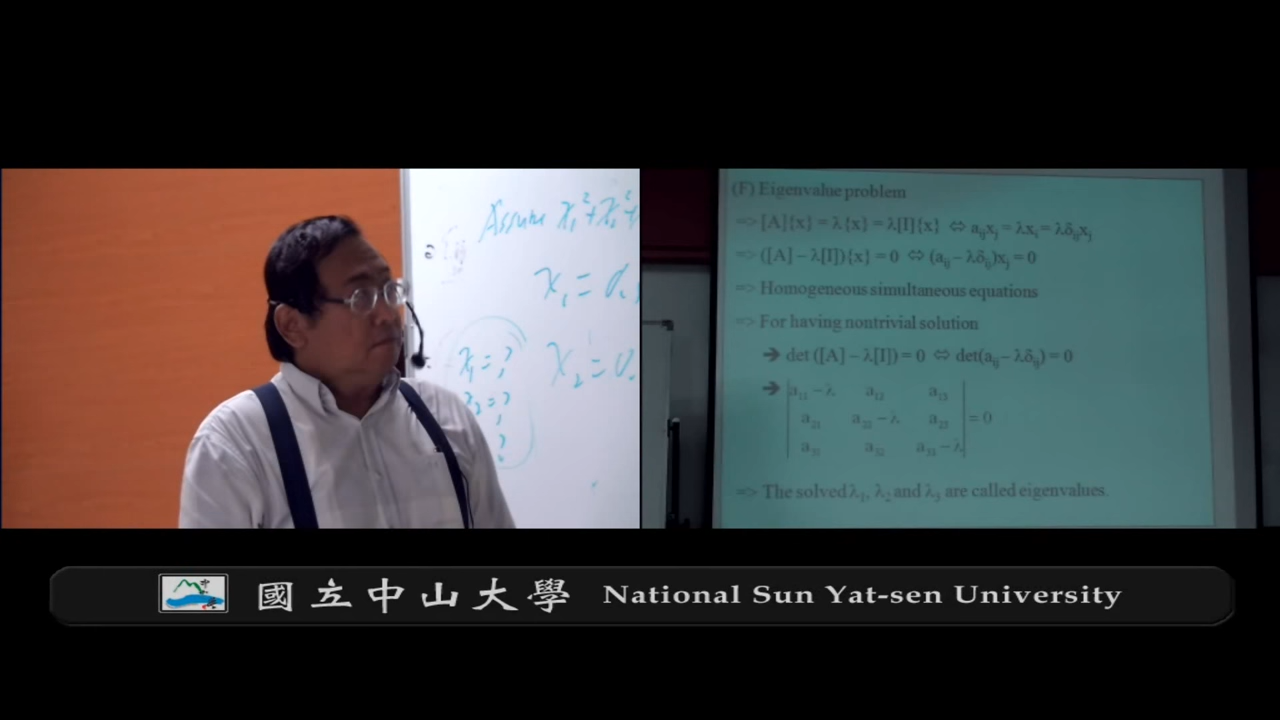 Assume x₁²+x₂²+
x₁ = 0.
x₁ = ?
x₂ = 0.
x₂ = ?
?
(F) Eigenvalue problem
=> [A]{x} = λ{x} = λ[I]{x} ⇔ aᵢⱼxⱼ = λxᵢ = λδᵢⱼxⱼ
=> ([A] – λ[I]){x} = 0 ⇔ (aᵢⱼ – λδᵢⱼ)xⱼ = 0
=> Homogeneous simultaneous equations
=> For having nontrivial solution
➔ det ([A] – λ[I]) = 0 ⇔ det(aᵢⱼ – λδᵢⱼ) = 0
➔ |a₁₁ – λ a₁₂ a₁₃|
|a₂₁ a₂₂ – λ a₂₃| = 0
|a₃₁ a₃₂ a₃₃ – λ|
=> The solved λ₁, λ₂ and λ₃ are called eigenvalues.
國立中山大學 National Sun Yat-sen University